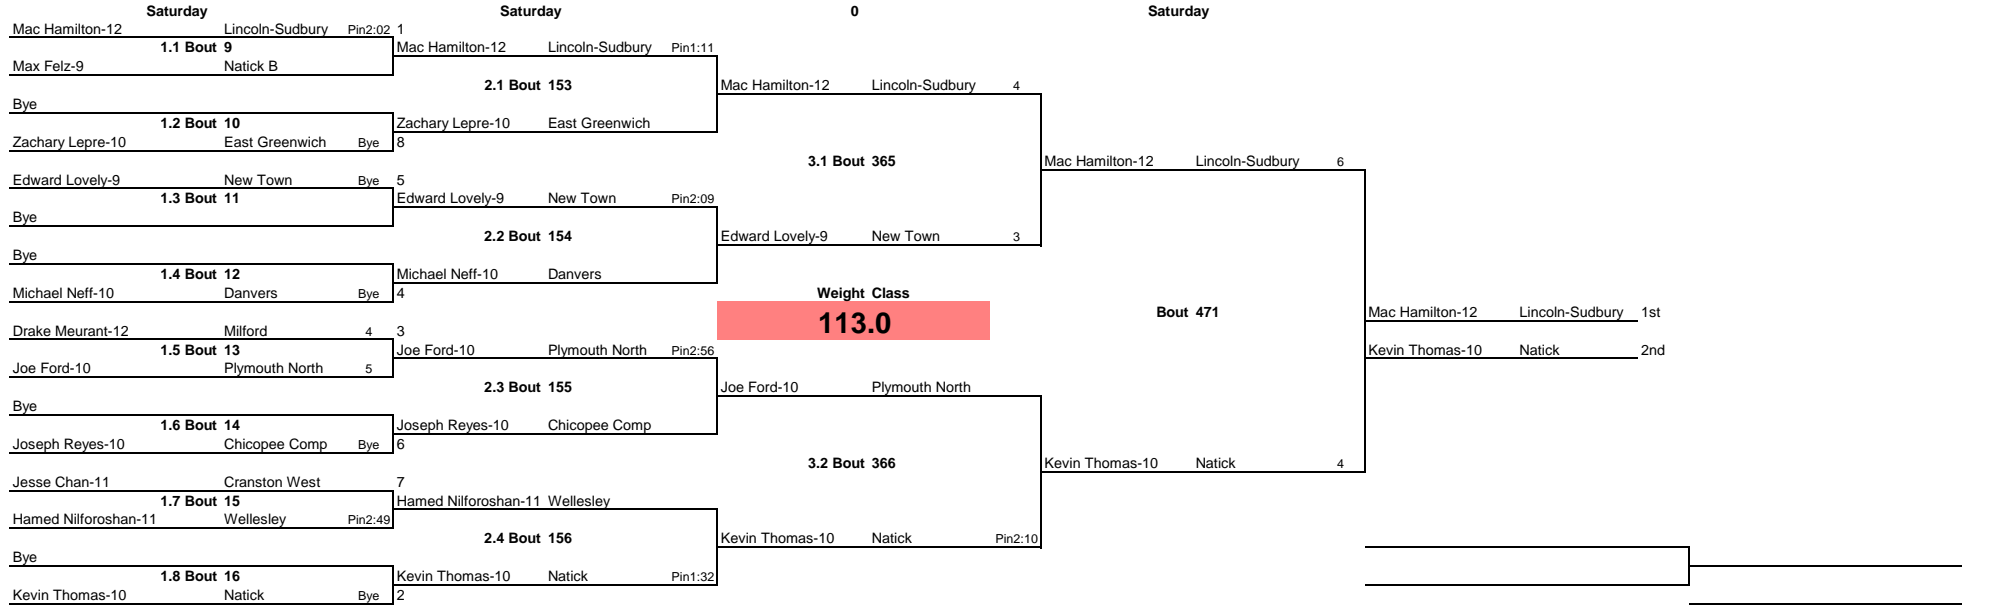 Saturday Saturday 0 Saturday
Mac Hamilton-12 Lincoln-Sudbury Pin2:02 1
1.1 Bout 9 Mac Hamilton-12 Lincoln-Sudbury Pin1:11
Max Felz-9 Natick B
2.1 Bout 153 Mac Hamilton-12 Lincoln-Sudbury 4
Bye
1.2 Bout 10 Zachary Lepre-10 East Greenwich
Zachary Lepre-10 East Greenwich Bye 8
3.1 Bout 365 Mac Hamilton-12 Lincoln-Sudbury 6
Edward Lovely-9 New Town Bye 5
1.3 Bout 11 Edward Lovely-9 New Town Pin2:09
Bye
2.2 Bout 154 Edward Lovely-9 New Town 3
Bye
1.4 Bout 12 Michael Neff-10 Danvers
Michael Neff-10 Danvers Bye 4 Weight Class
Bout 471 Mac Hamilton-12 Lincoln-Sudbury 1st
113.0
Drake Meurant-12 Milford 4 3
1.5 Bout 13 Joe Ford-10 Plymouth North Pin2:56 Kevin Thomas-10 Natick 2nd
Joe Ford-10 Plymouth North 5
2.3 Bout 155 Joe Ford-10 Plymouth North
Bye
1.6 Bout 14 Joseph Reyes-10 Chicopee Comp
Joseph Reyes-10 Chicopee Comp Bye 6
3.2 Bout 366 Kevin Thomas-10 Natick 4
Jesse Chan-11 Cranston West 7
1.7 Bout 15 Hamed Nilforoshan-11 Wellesley
Hamed Nilforoshan-11 Wellesley Pin2:49
2.4 Bout 156 Kevin Thomas-10 Natick Pin2:10
Bye
1.8 Bout 16 Kevin Thomas-10 Natick Pin1:32
Kevin Thomas-10 Natick Bye 2